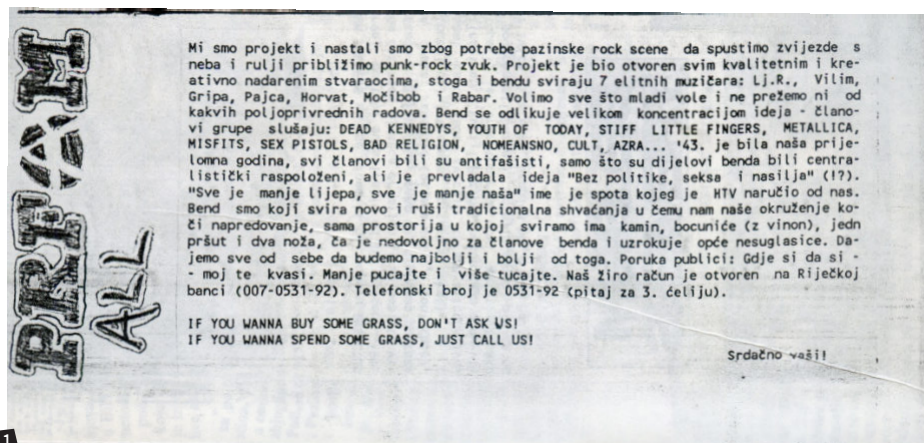 PRFAM
ALL
Mi smo projekt i nastali smo zbog potrebe pazinske rock scene da spustimo zvijezde s
neba i rulji približimo punk-rock zvuk. Projekt je bio otvoren svim kvalitetnim i kre-
ativno nadarenim stvaraocima, stoga i bendu sviraju 7 elitnih muzičara: Lj.R., Vilim,
Gripa, Pajca, Horvat, Močibob i Rabar. Volimo sve što mladi vole i ne prežemo ni od
kakvih poljoprivrednih radova. Bend se odlikuje velikom koncentracijom ideja - člano-
vi grupe slušaju: DEAD KENNEDYS, YOUTH OF TODAY, STIFF LITTLE FINGERS, METALLICA,
MISFITS, SEX PISTOLS, BAD RELIGION, NOMEANSNO, CULT, AZRA... '43. je bila naša prije-
lomna godina, svi članovi bili su antifašisti, samo što su dijelovi benda bili centra-
listički raspoloženi, ali je prevladala ideja "Bez politike, seksa i nasilja" (!?).
"Sve je manje lijepa, sve je manje naša" ime je spota kojeg je HTV naručio od nas.
Bend smo koji svira novo i ruši tradicionalna shvaćanja u čemu nam naše okruženje ko-
či napredovanje, sama prostorija u kojoj sviramo ima kamin, bocuniće (z vinon), jedn
pršut i dva noža, ča je nedovoljno za članove benda i uzrokuje opće nesuglasice. Da-
jemo sve od sebe da budemo najbolji i bolji od toga. Poruka publici: Gdje si da si -
- moj te kvasi. Manje pucajte i više tucajte. Naš žiro račun je otvoren na Riječkoj
banci (007-0531-92). Telefonski broj je 0531-92 (pitaj za 3. ćeliju).
IF YOU WANNA BUY SOME GRASS, DON'T ASK US!
IF YOU WANNA SPEND SOME GRASS, JUST CALL US!
Srdačno vaši!
1